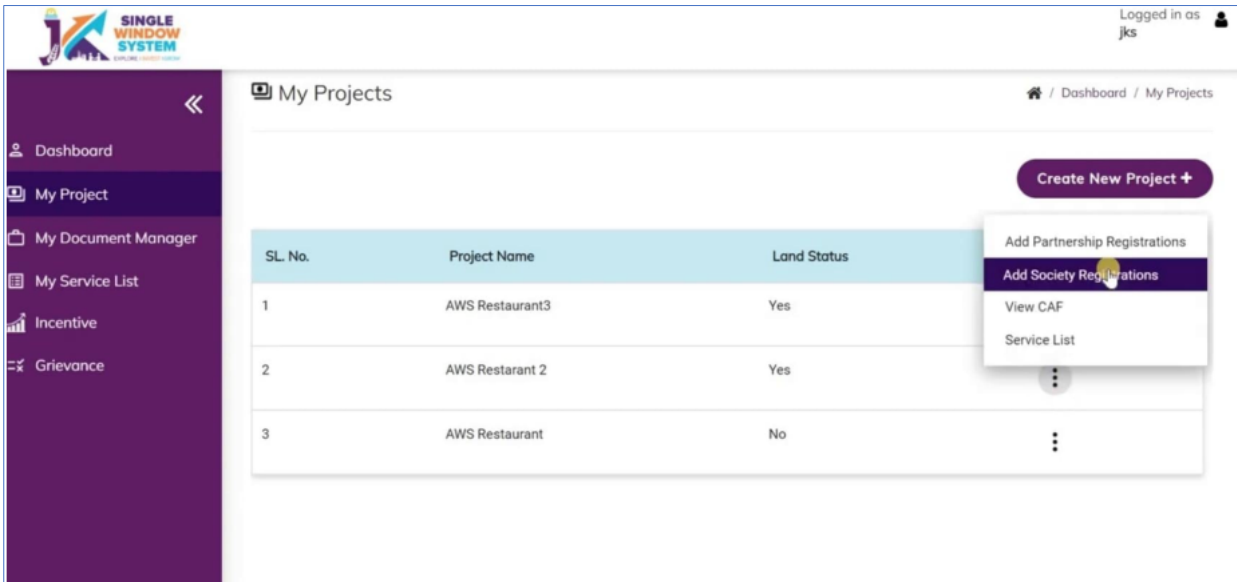 SINGLE
WINDOW
SYSTEM
Logged in as
jks
My Projects
/ Dashboard / My Projects
Dashboard
My Project
My Document Manager
My Service List
Incentive
Grievance
Create New Project +
SL. No. Project Name Land Status
1 AWS Restaurant3 Yes
2 AWS Restarant 2 Yes
3 AWS Restaurant No
Add Partnership Registrations
Add Society Registrations
View CAF
Service List